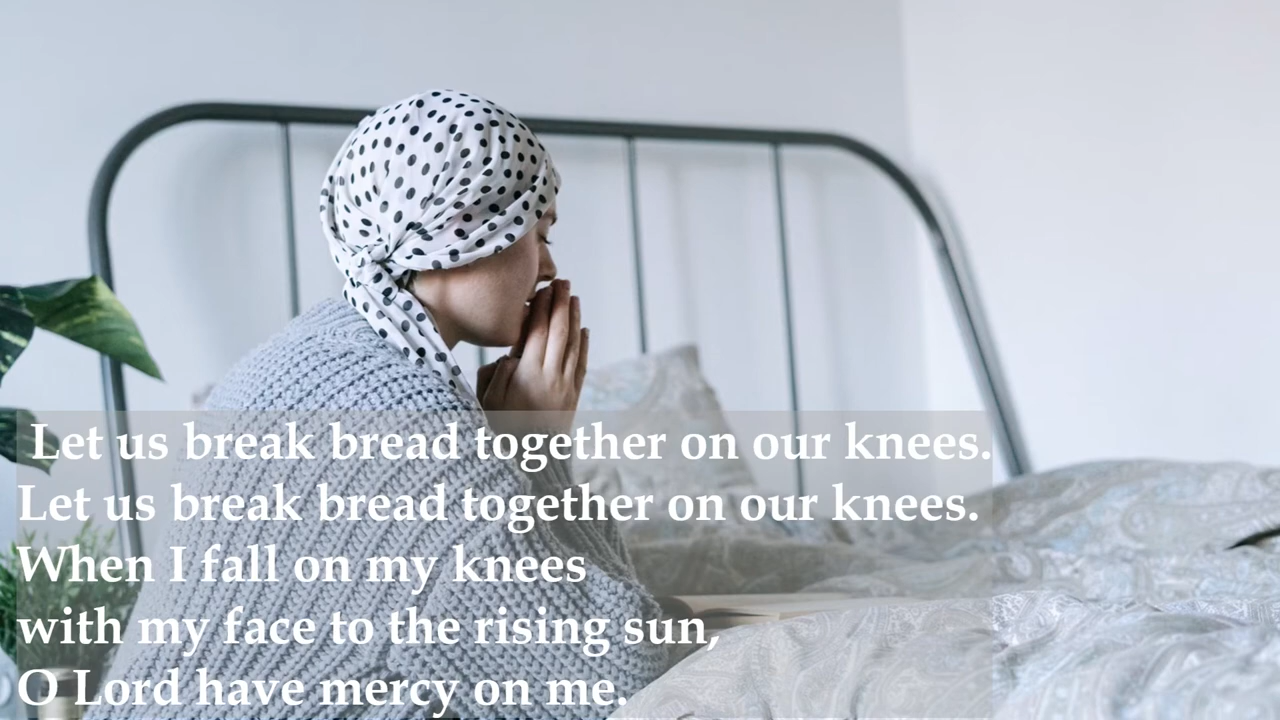 Let us break bread together on our knees.
Let us break bread together on our knees.
When I fall on my knees
with my face to the rising sun,
O Lord have mercy on me.